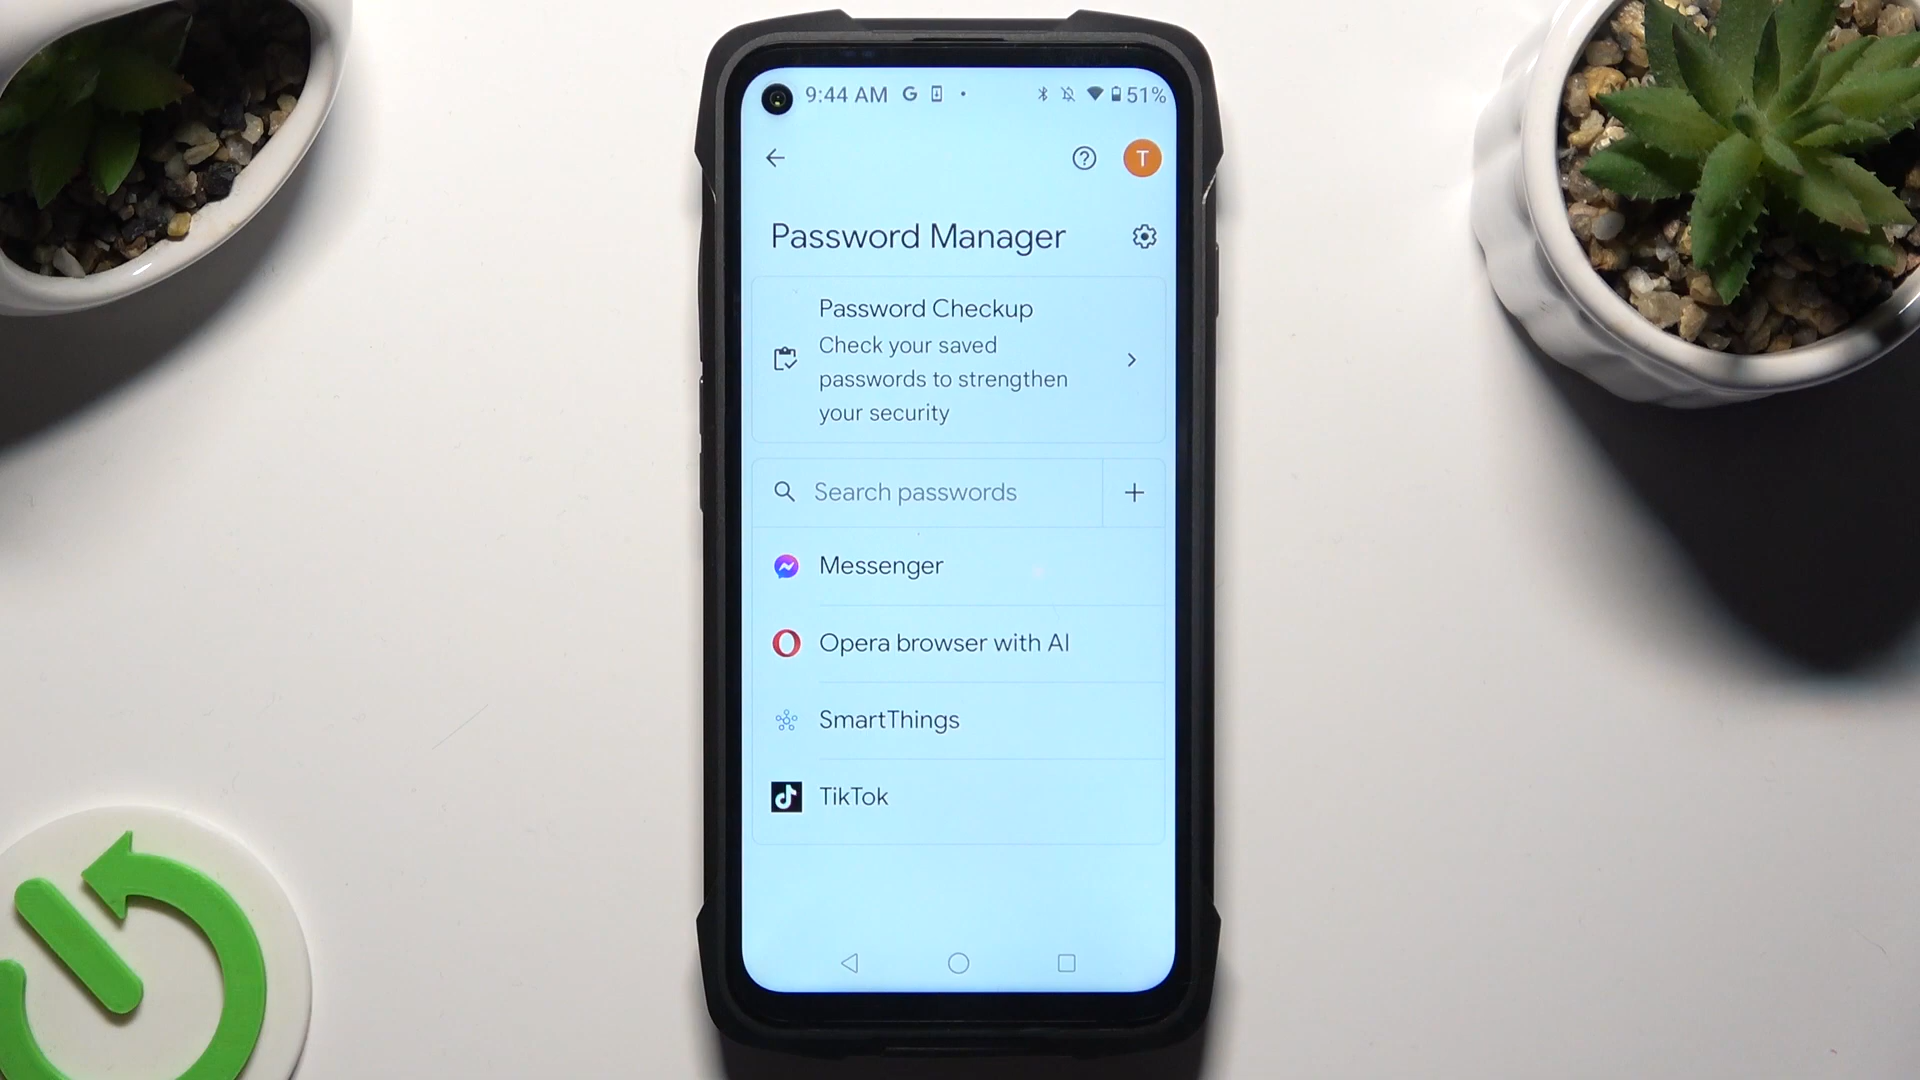 9:44 AM G 51%
T
Password Manager
Password Checkup
Check your saved
passwords to strengthen
your security
Search passwords
Messenger
Opera browser with AI
SmartThings
TikTok